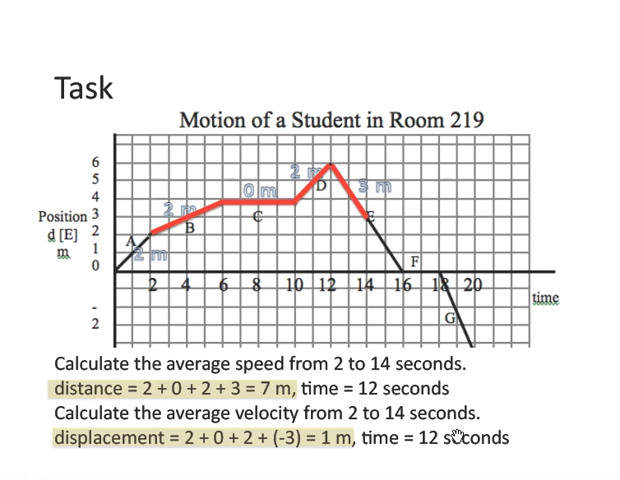 Task
Motion of a Student in Room 219
6
5
4
Position 3
d [E] 2
m 1
0
-
2
A
2 m
2 m
B
0 m
C
2 m
D
3 m
E
F
G
2 4 6 8 10 12 14 16 18 20
time
Calculate the average speed from 2 to 14 seconds.
distance = 2 + 0 + 2 + 3 = 7 m, time = 12 seconds
Calculate the average velocity from 2 to 14 seconds.
displacement = 2 + 0 + 2 + (-3) = 1 m, time = 12 seconds